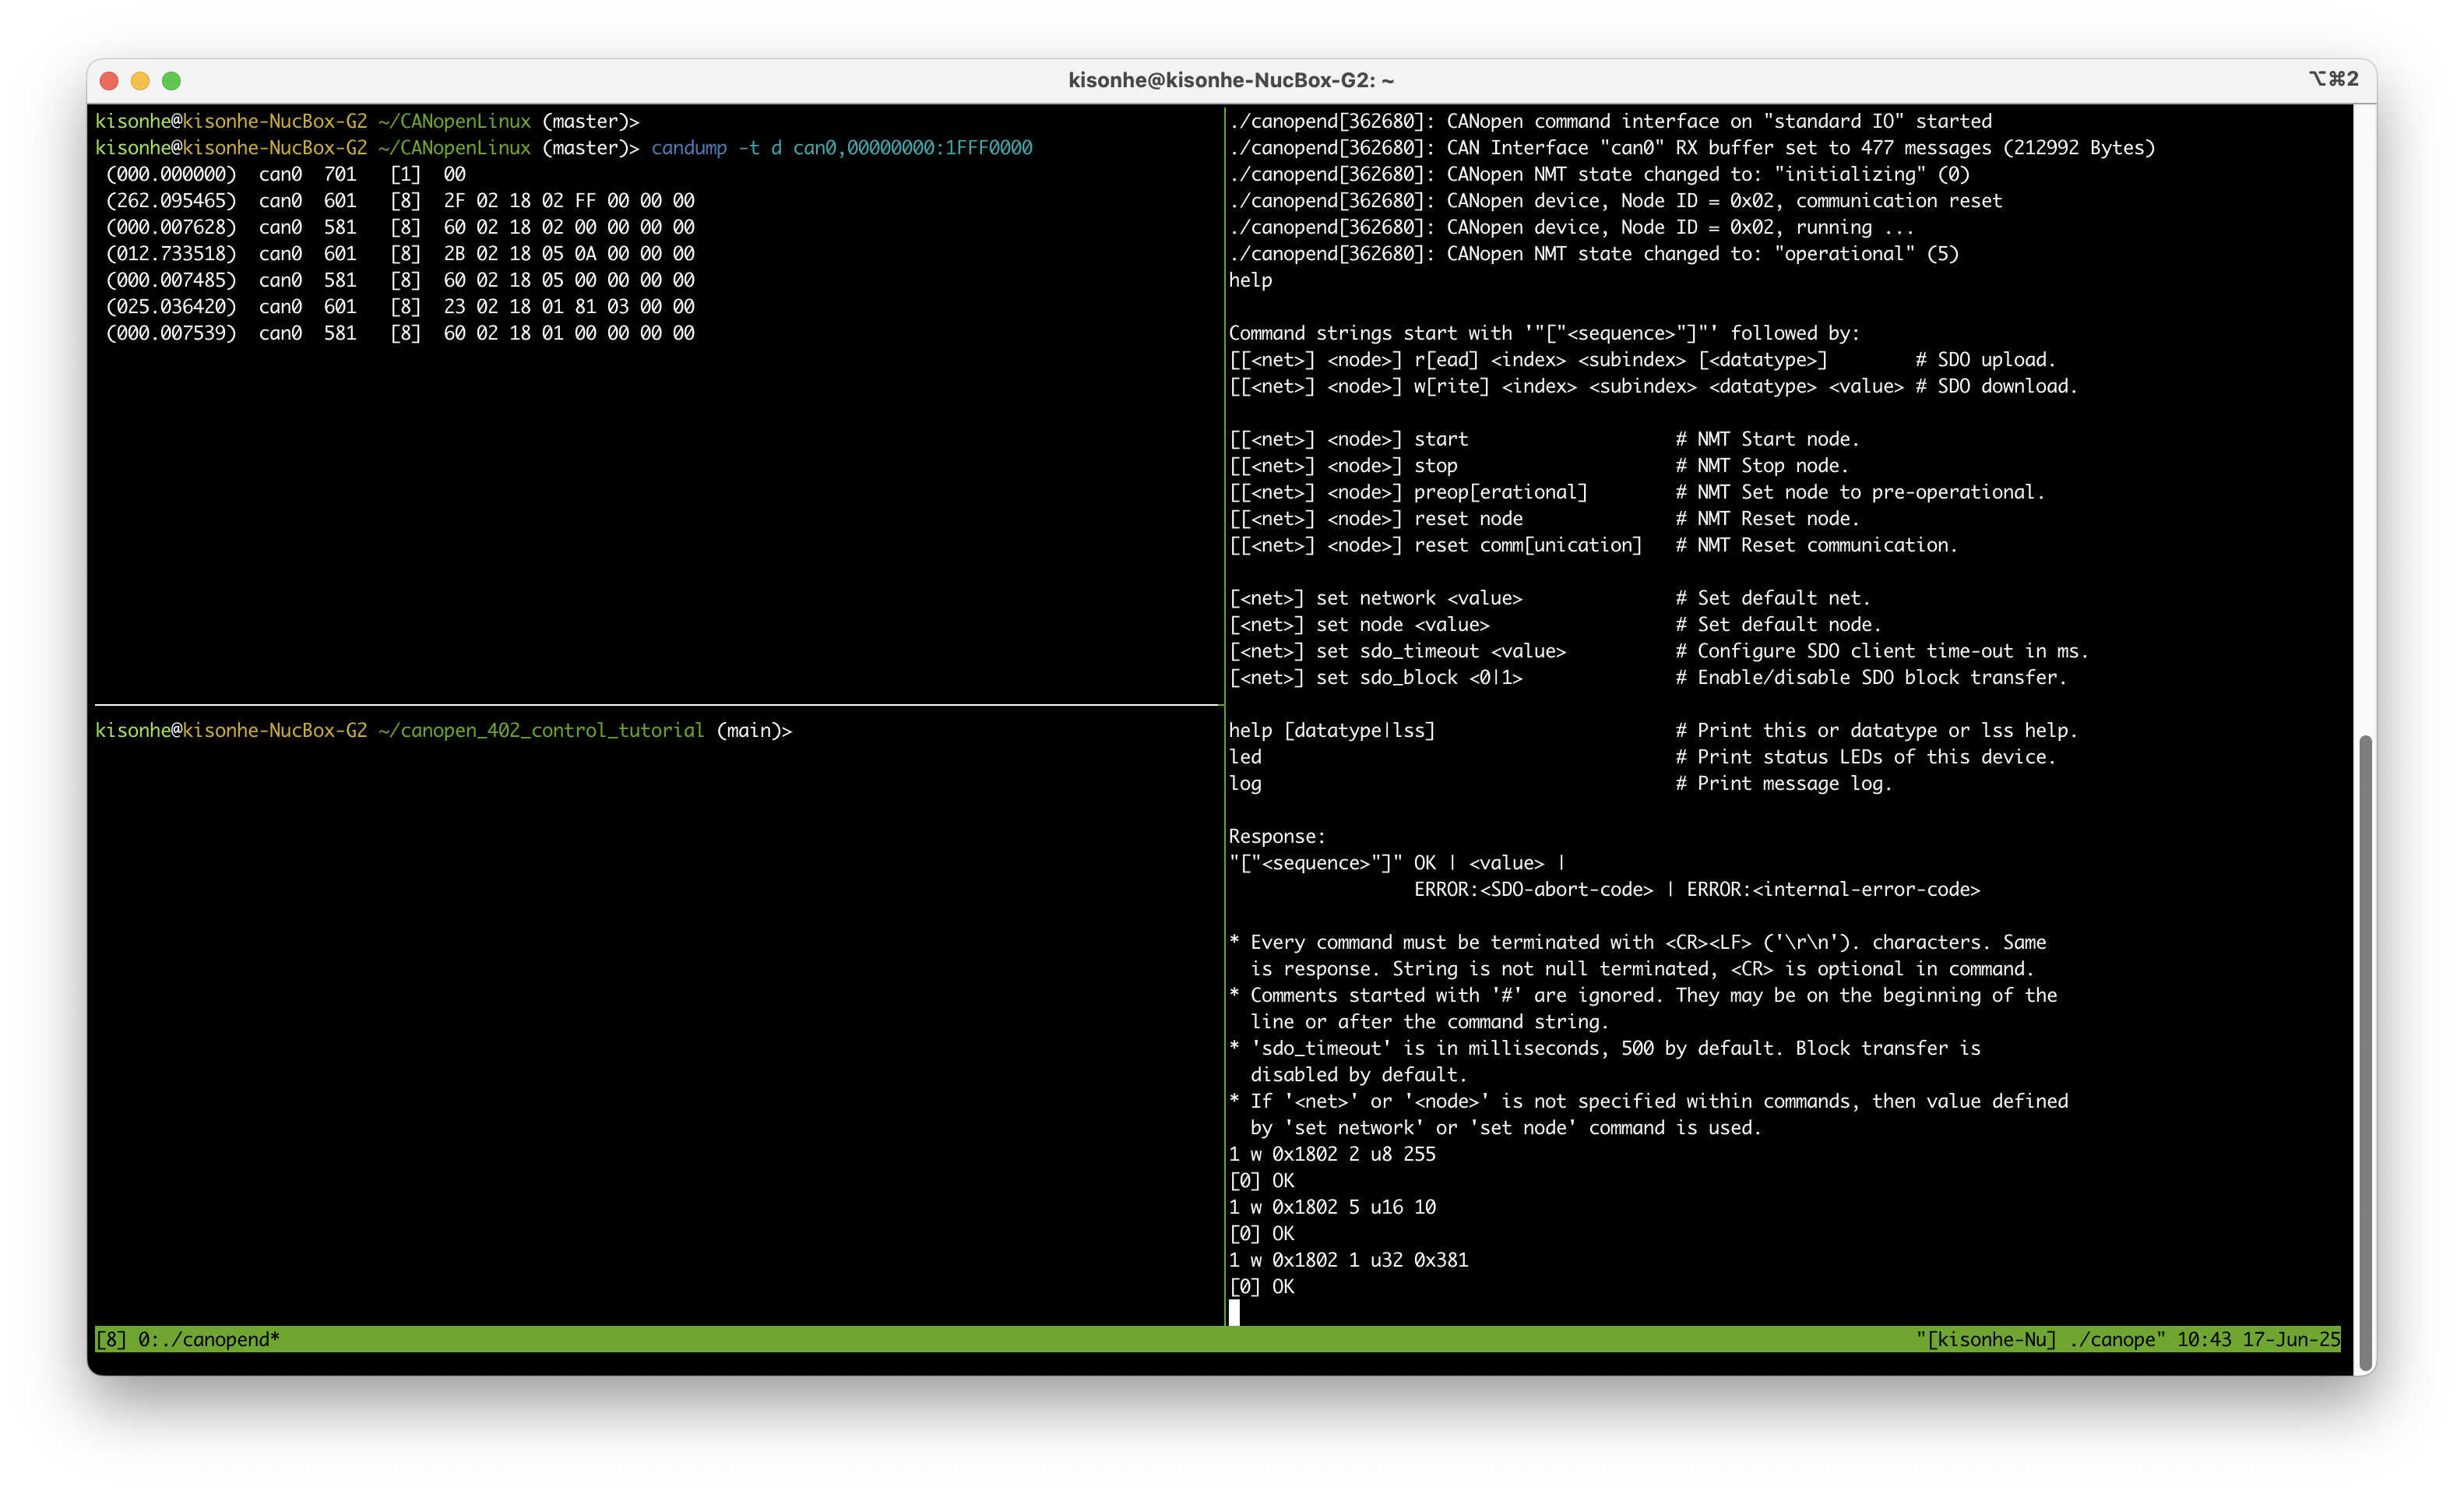 kisonhe@kisonhe-NucBox-G2: ~
⌥⌘2
kisonhe@kisonhe-NucBox-G2 ~/CANopenLinux (master)>
kisonhe@kisonhe-NucBox-G2 ~/CANopenLinux (master)> candump -t d can0,00000000:1FFF0000
(000.000000)  can0  701   [1]  00
(262.095465)  can0  601   [8]  2F 02 18 02 FF 00 00 00
(000.007628)  can0  581   [8]  60 02 18 02 00 00 00 00
(012.733518)  can0  601   [8]  2B 02 18 05 0A 00 00 00
(000.007485)  can0  581   [8]  60 02 18 05 00 00 00 00
(025.036420)  can0  601   [8]  23 02 18 01 81 03 00 00
(000.007539)  can0  581   [8]  60 02 18 01 00 00 00 00
kisonhe@kisonhe-NucBox-G2 ~/canopen_402_control_tutorial (main)>
./canopend[362680]: CANopen command interface on "standard IO" started
./canopend[362680]: CAN Interface "can0" RX buffer set to 477 messages (212992 Bytes)
./canopend[362680]: CANopen NMT state changed to: "initializing" (0)
./canopend[362680]: CANopen device, Node ID = 0x02, communication reset
./canopend[362680]: CANopen device, Node ID = 0x02, running ...
./canopend[362680]: CANopen NMT state changed to: "operational" (5)
help
Command strings start with '"["<sequence>"]"' followed by:
[[<net>] <node>] r[ead] <index> <subindex> [<datatype>]        # SDO upload.
[[<net>] <node>] w[rite] <index> <subindex> <datatype> <value> # SDO download.
[[<net>] <node>] start                   # NMT Start node.
[[<net>] <node>] stop                    # NMT Stop node.
[[<net>] <node>] preop[erational]        # NMT Set node to pre-operational.
[[<net>] <node>] reset node              # NMT Reset node.
[[<net>] <node>] reset comm[unication]   # NMT Reset communication.
[<net>] set network <value>              # Set default net.
[<net>] set node <value>                 # Set default node.
[<net>] set sdo_timeout <value>          # Configure SDO client time-out in ms.
[<net>] set sdo_block <0|1>              # Enable/disable SDO block transfer.
help [datatype|lss]                      # Print this or datatype or lss help.
led                                      # Print status LEDs of this device.
log                                      # Print message log.
Response:
"["<sequence>"]" OK | <value> |
                 ERROR:<SDO-abort-code> | ERROR:<internal-error-code>
* Every command must be terminated with <CR><LF> ('\r\n'). characters. Same
  is response. String is not null terminated, <CR> is optional in command.
* Comments started with '#' are ignored. They may be on the beginning of the
  line or after the command string.
* 'sdo_timeout' is in milliseconds, 500 by default. Block transfer is
  disabled by default.
* If '<net>' or '<node>' is not specified within commands, then value defined
  by 'set network' or 'set node' command is used.
1 w 0x1802 2 u8 255
[0] OK
1 w 0x1802 5 u16 10
[0] OK
1 w 0x1802 1 u32 0x381
[0] OK
[8] 0:./canopend*
"[kisonhe-Nu] ./canope" 10:43 17-Jun-25